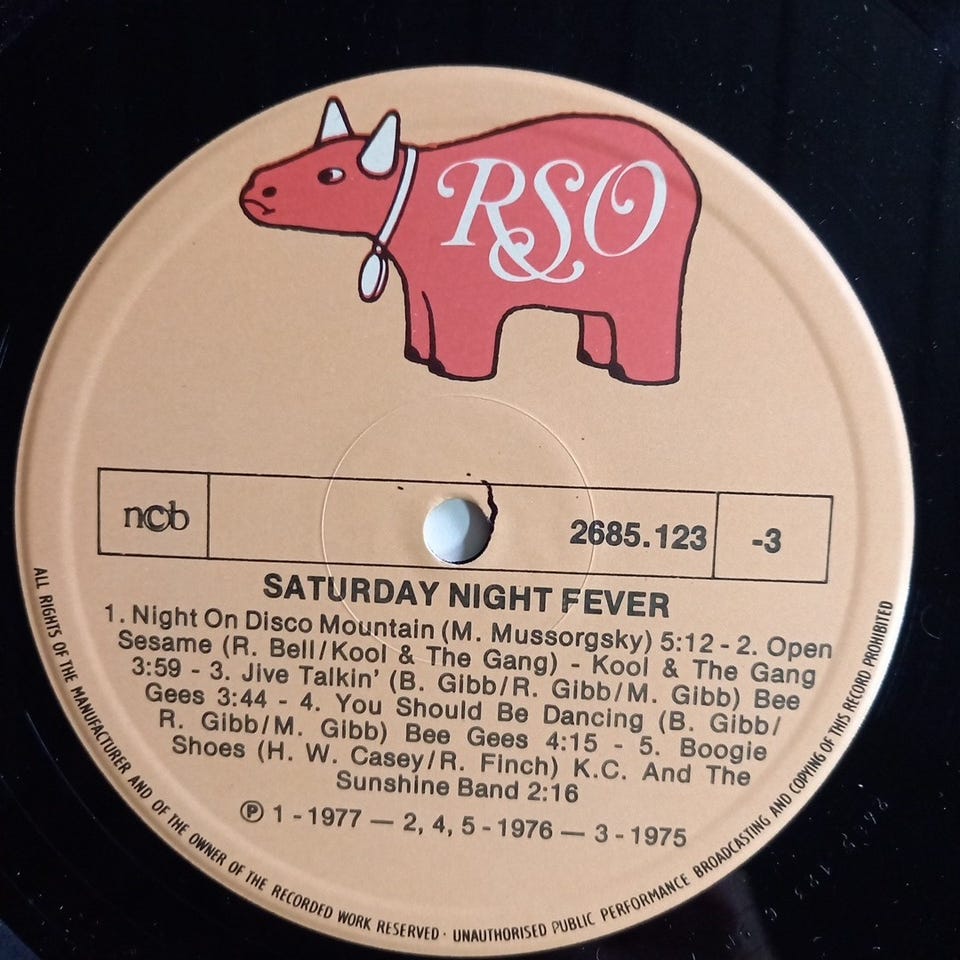 RSO
ncb
2685.123
-3
SATURDAY NIGHT FEVER
1. Night On Disco Mountain (M. Mussorgsky) 5:12 - 2. Open
Sesame (R. Bell/Kool & The Gang) - Kool & The Gang
3:59 - 3. Jive Talkin' (B. Gibb/R. Gibb/M. Gibb) Bee
Gees 3:44 - 4. You Should Be Dancing (B. Gibb/
R. Gibb/M. Gibb) Bee Gees 4:15 - 5. Boogie
Shoes (H. W. Casey/R. Finch) K.C. And The
Sunshine Band 2:16
℗ 1 - 1977 — 2, 4, 5 - 1976 — 3 - 1975
ALL RIGHTS OF THE MANUFACTURER AND OF THE OWNER OF THE RECORDED WORK RESERVED · UNAUTHORISED PUBLIC PERFORMANCE BROADCASTING AND COPYING OF THIS RECORD PROHIBITED